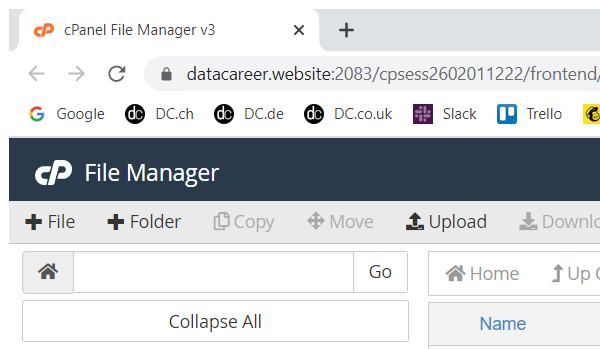 cPanel File Manager v3
datacareer.website:2083/cpsess2602011222/frontend/
Google DC.ch DC.de DC.co.uk Slack Trello
cP File Manager
File Folder Copy Move Upload Downlo
Go Home Up
Collapse All
Name